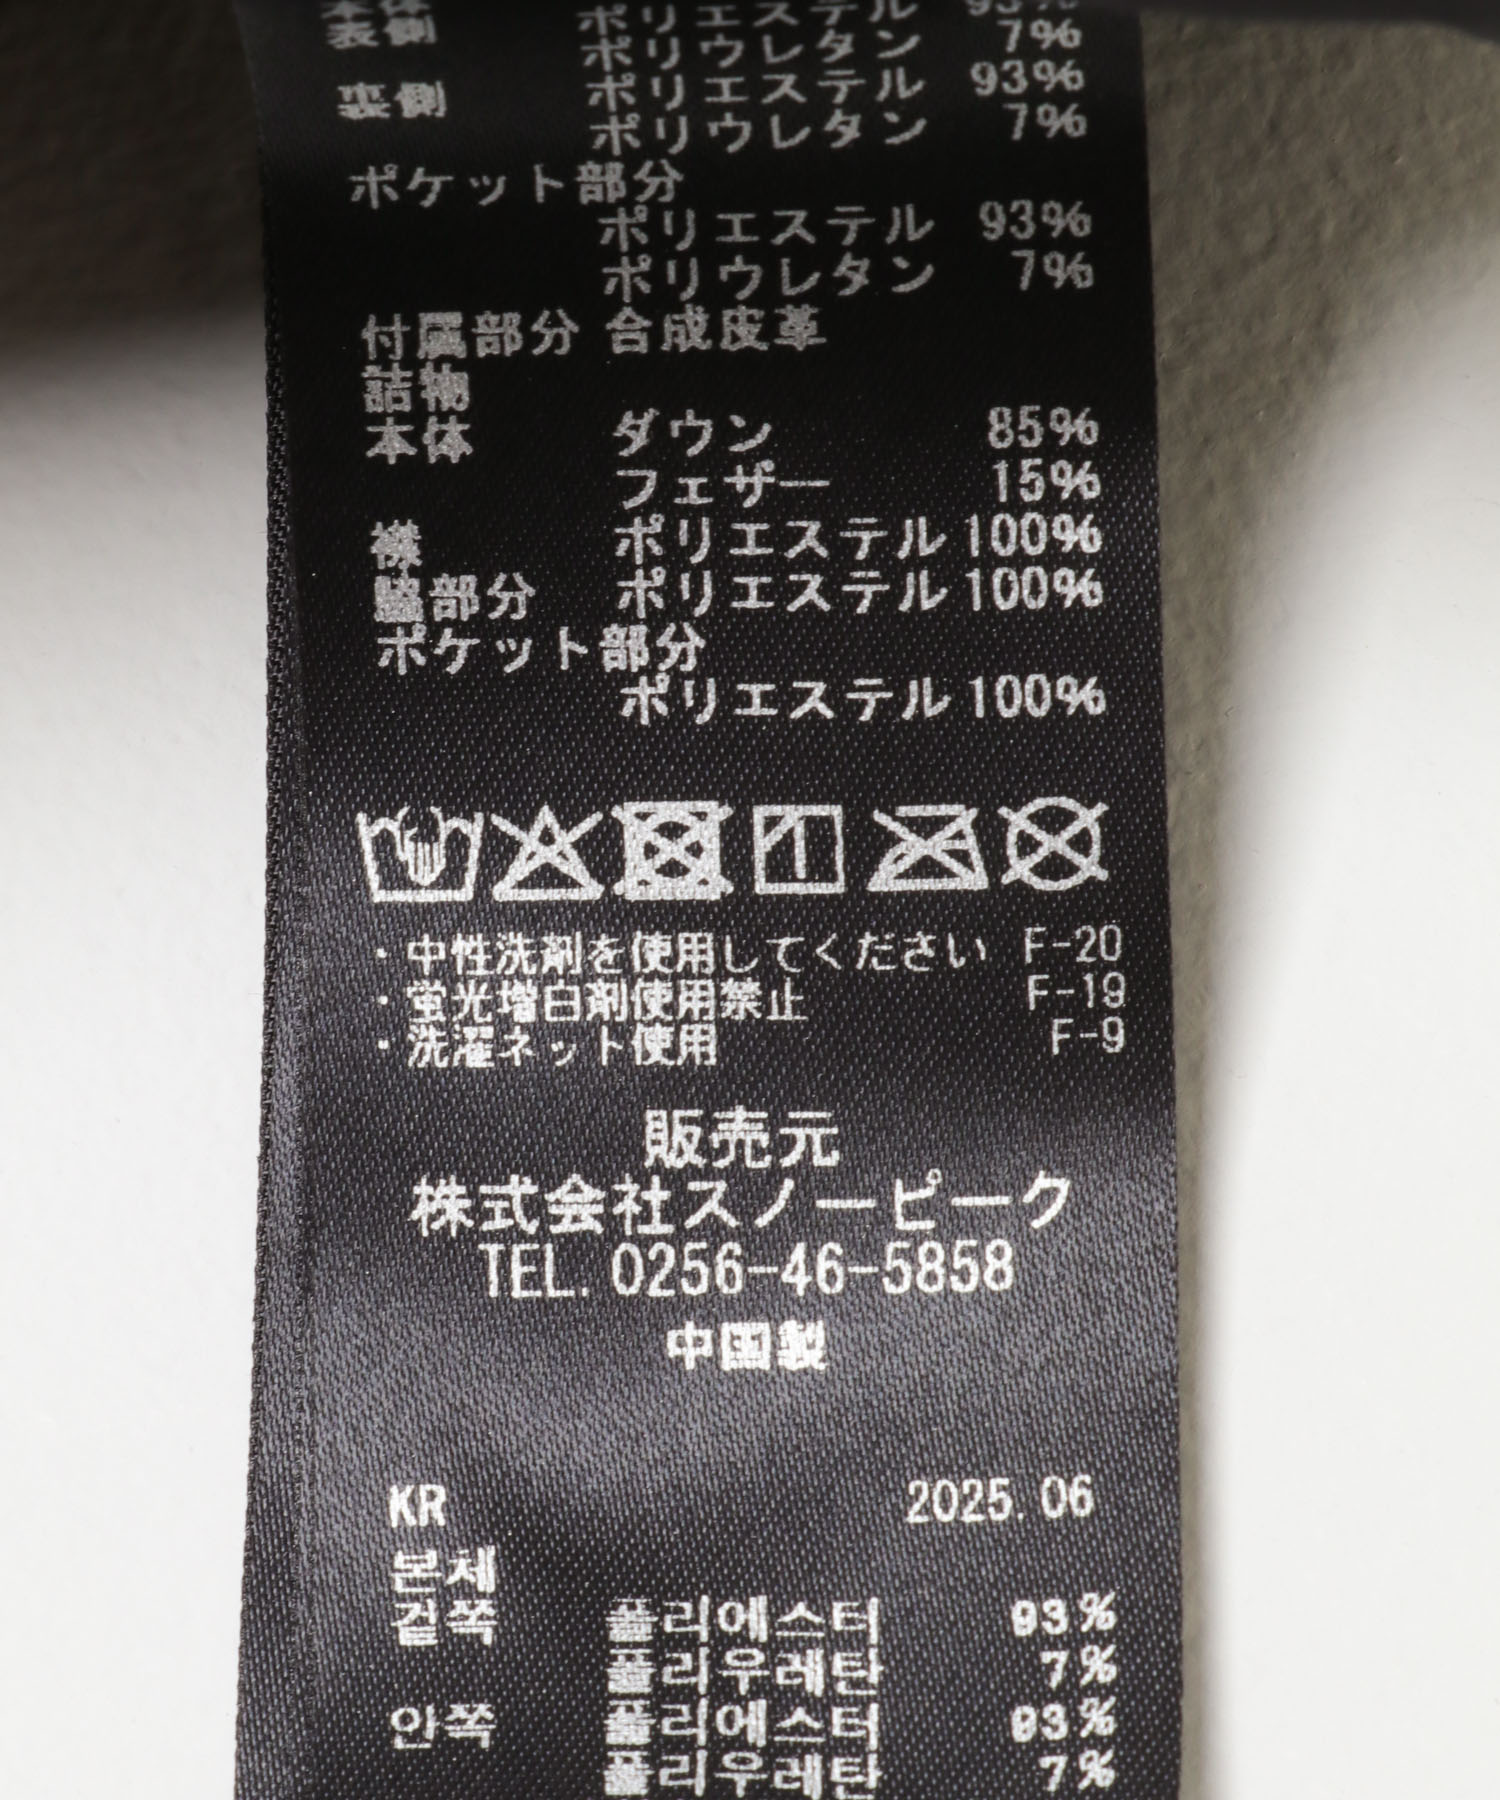 本体 ポリエステル 93%
表側 ポリウレタン 7%
裏側 ポリエステル 93%
ポリウレタン 7%
ポケット部分
ポリエステル 93%
ポリウレタン 7%
付属部分 合成皮革
詰物
本体 ダウン 85%
フェザー 15%
襟 ポリエステル 100%
脇部分 ポリエステル 100%
ポケット部分
ポリエステル 100%
・中性洗剤を使用してください F-20
・蛍光増白剤使用禁止 F-19
・洗濯ネット使用 F-9
販売元
株式会社スノーピーク
TEL. 0256-46-5858
中国製
KR 2025.06
본체
겉쪽 폴리에스터 93%
폴리우레탄 7%
안쪽 폴리에스터 93%
폴리우레탄 7%